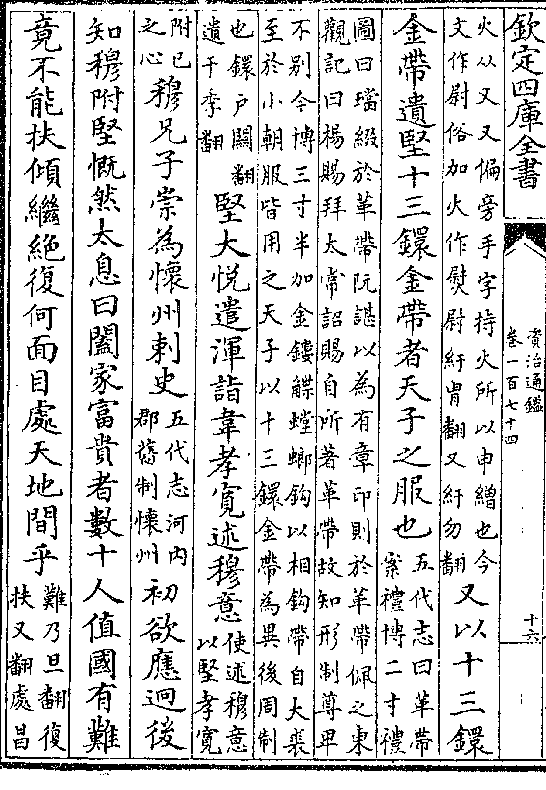 欽定四庫全書
資治通鑑
卷一百七十四
十六
火从又又偏旁手字持火所以申繒也今
文作尉俗加火作熨尉紆胃翻又紆勿翻
又以十三鐶
金帶遺堅十三鐶金帶者天子之服也
五代志曰革帶
案禮博二寸禮
圖曰璫綴於革帶阮諶以為有章印則於革帶佩之東
觀記曰楊賜拜太常詔賜自所著革帶故知形制尊卑
不别今博三寸半加金鏤䚢螳螂鈎以相鈎帶自大裘
至於小朝服皆用之天子以十三鐶金帶為異後周制
也鐶户關翻
遺于季翻
堅大悦遣渾詣韋孝寛述穆意
使述穆意
以堅孝寛
附己
之心
穆兄子崇為懷州刺史
五代志河内
郡舊制懷州
初欲應迥後
知穆附堅慨然太息曰闔家富貴者數十人值國有難
竟不能扶傾繼絶復何面目處天地間乎
難乃旦翻復
扶又翻處昌